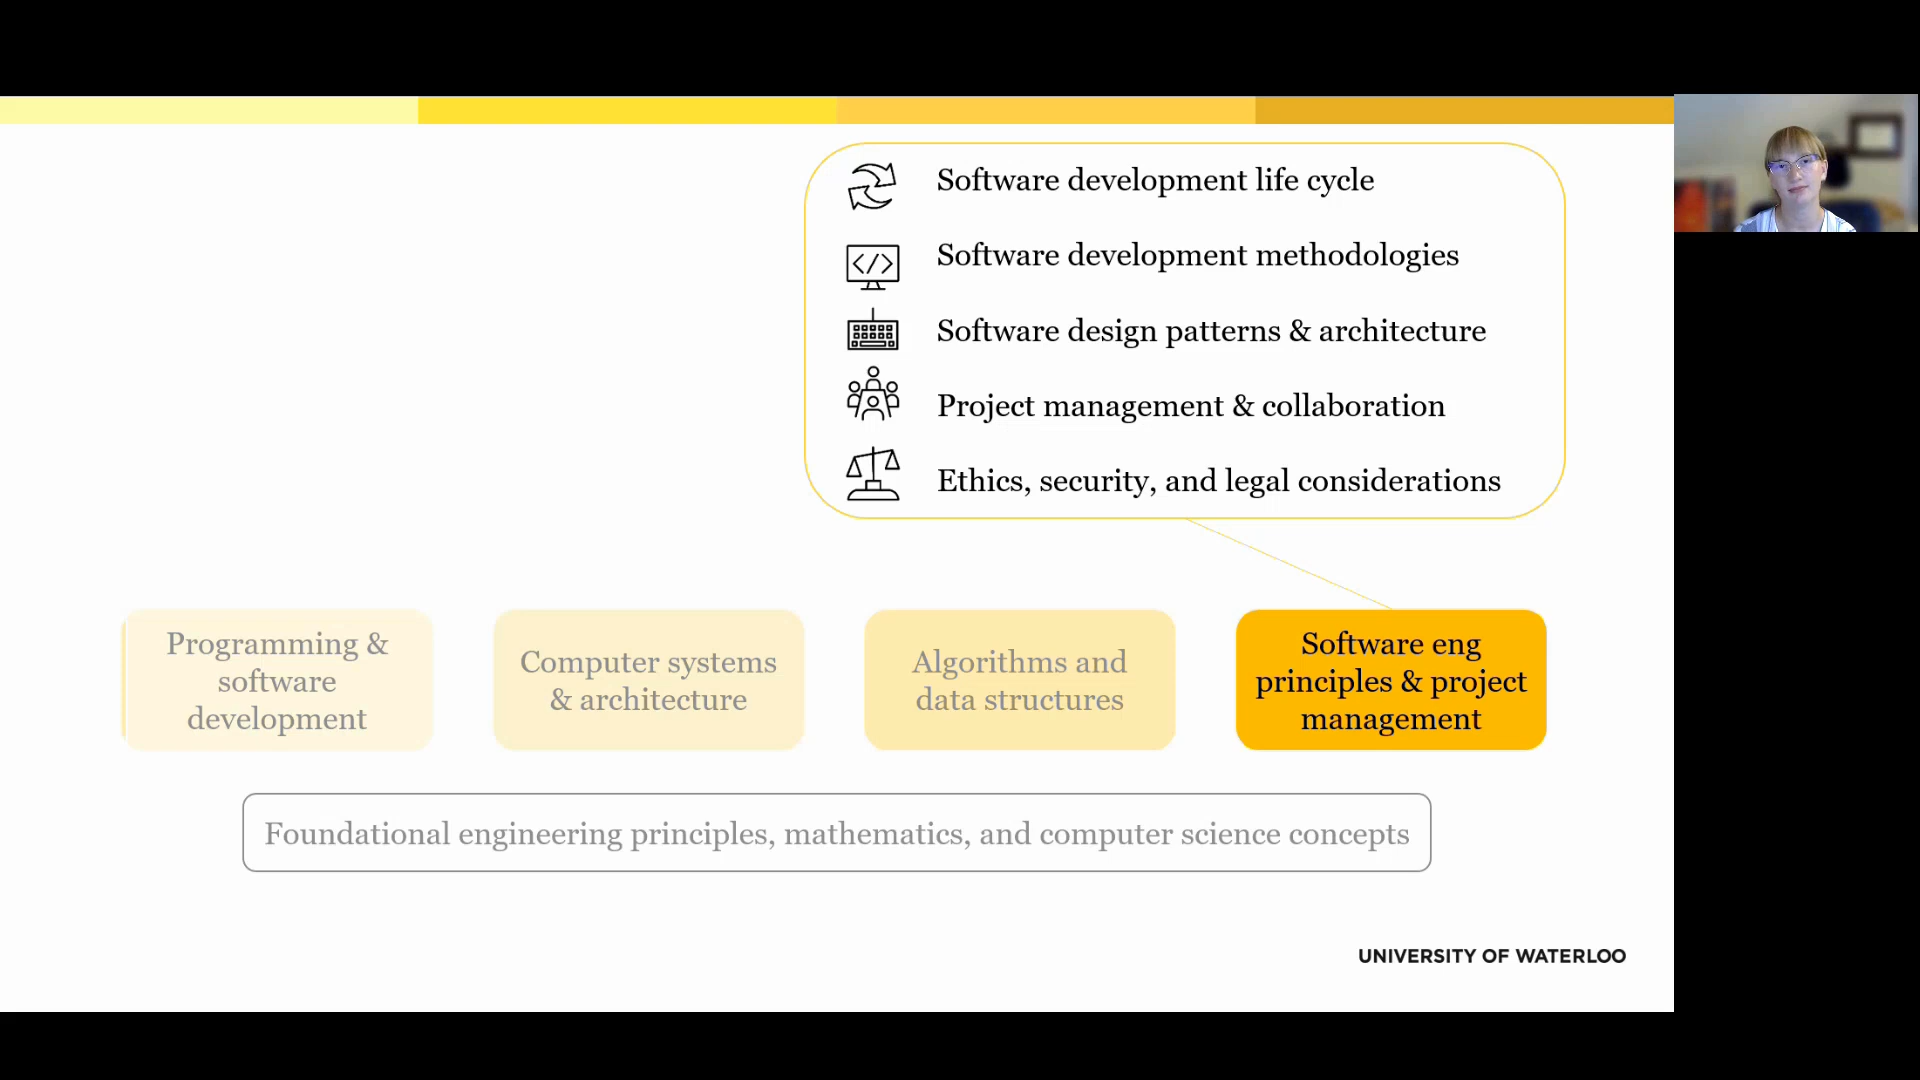 Software development life cycle
Software development methodologies
Software design patterns & architecture
Project management & collaboration
Ethics, security, and legal considerations
Programming &
software
development
Computer systems
& architecture
Algorithms and
data structures
Software eng
principles & project
management
Foundational engineering principles, mathematics, and computer science concepts
UNIVERSITY OF WATERLOO